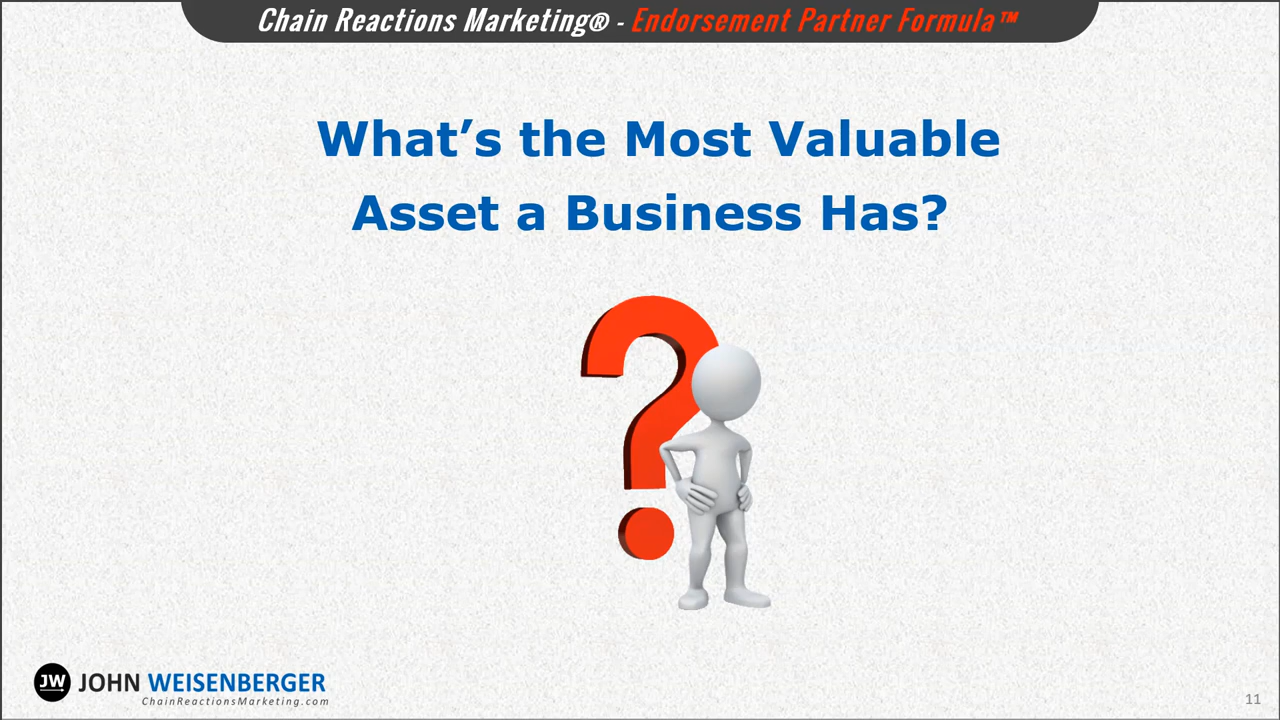 Chain Reactions Marketing® - Endorsement Partner Formula™
What’s the Most Valuable
Asset a Business Has?
JW JOHN WEISENBERGER
ChainReactionsMarketing.com
11